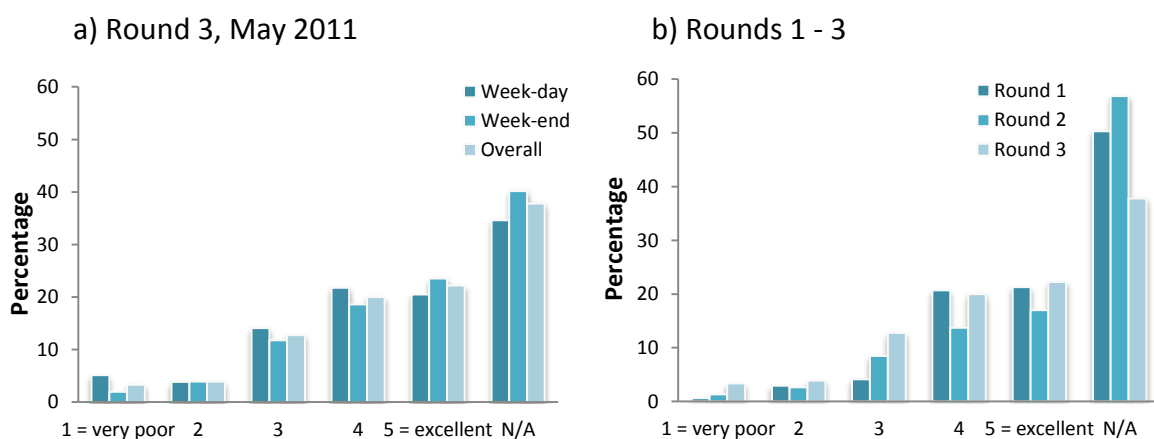 a) Round 3, May 2011
60
50
40
30
20
10
0
Percentage
Week-day
Week-end
Overall
1 = very poor 2 3 4 5 = excellent N/A
b) Rounds 1 - 3
60
50
40
30
20
10
0
Percentage
Round 1
Round 2
Round 3
1 = very poor 2 3 4 5 = excellent N/A